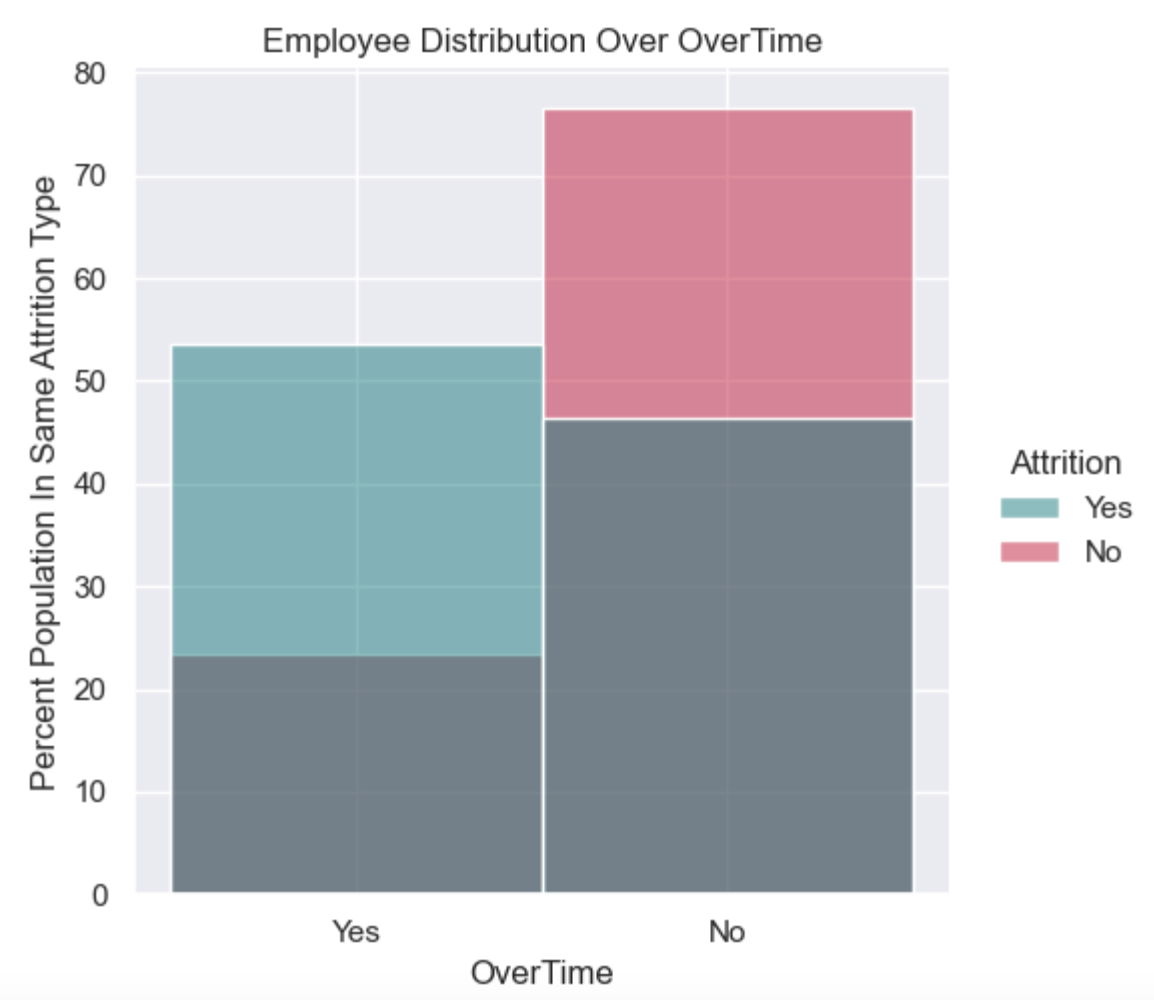 Employee Distribution Over OverTime
Percent Population In Same Attrition Type
80
70
60
50
40
30
20
10
0
Yes
No
OverTime
Attrition
Yes
No